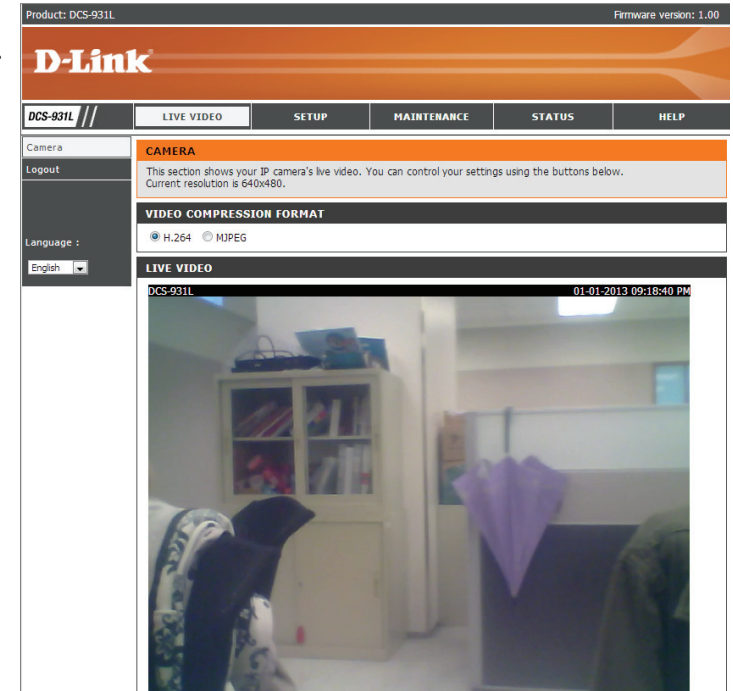 Product: DCS-931L Firmware version: 1.00
D-Link
DCS-931L LIVE VIDEO SETUP MAINTENANCE STATUS HELP
Camera
Logout
Language :
English
CAMERA
This section shows your IP camera's live video. You can control your settings using the buttons below.
Current resolution is 640x480.
VIDEO COMPRESSION FORMAT
H.264 MJPEG
LIVE VIDEO
DCS-931L 01-01-2013 09:18:40 PM